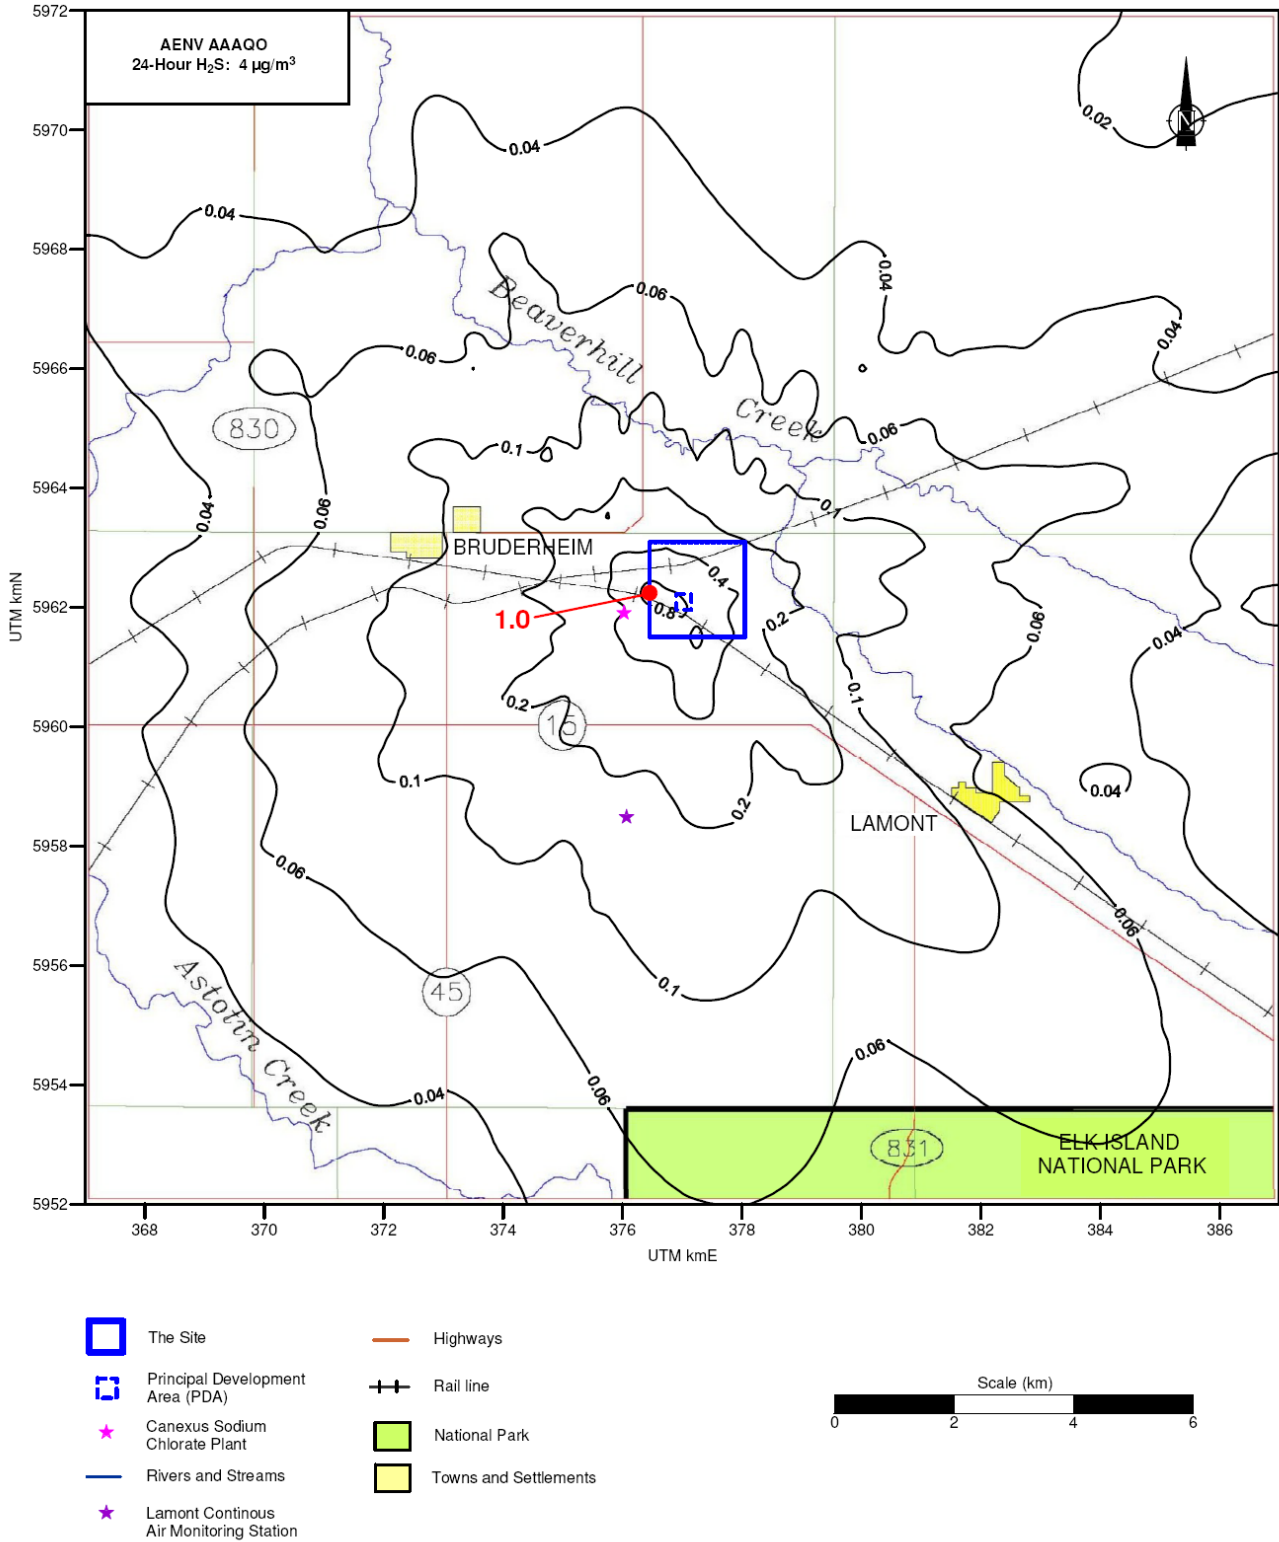 5972
AENV AAAQO
24-Hour H₂S: 4 µg/m³
N
5970
0.04
0.02
0.04
5968
0.04
0.06
Beaverhill
0.04
5966
0.06
Creek
830
0.06
0.1
5964
0.04
0.06
0.1
BRUDERHEIM
0.4
5962
1.0
0.8
0.2
0.06
0.04
0.1
0.2
15
5960
0.1
0.2
0.04
LAMONT
5958
0.06
0.06
5956
Astotin Creek
45
0.1
0.06
5954
0.04
0.06
831
ELK ISLAND
NATIONAL PARK
5952
368 370 372 374 376 378 380 382 384 386
UTM kmE
UTM kmN
The Site
Principal Development
Area (PDA)
Canexus Sodium
Chlorate Plant
Rivers and Streams
Lamont Continous
Air Monitoring Station
Highways
Rail line
National Park
Towns and Settlements
Scale (km)
0 2 4 6